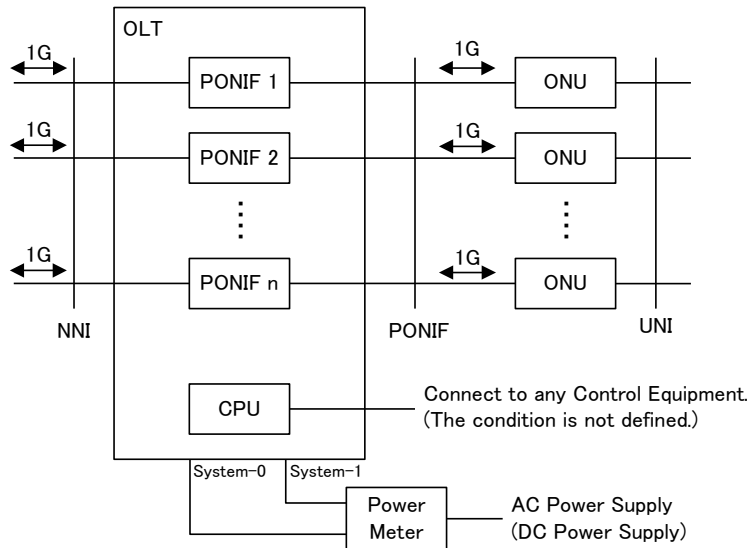 OLT
1G
PONIF 1
1G
ONU
1G
PONIF 2
1G
ONU
1G
PONIF n
1G
ONU
NNI
PONIF
UNI
CPU
Connect to any Control Equipment.
(The condition is not defined.)
System-0
System-1
Power
Meter
AC Power Supply
(DC Power Supply)